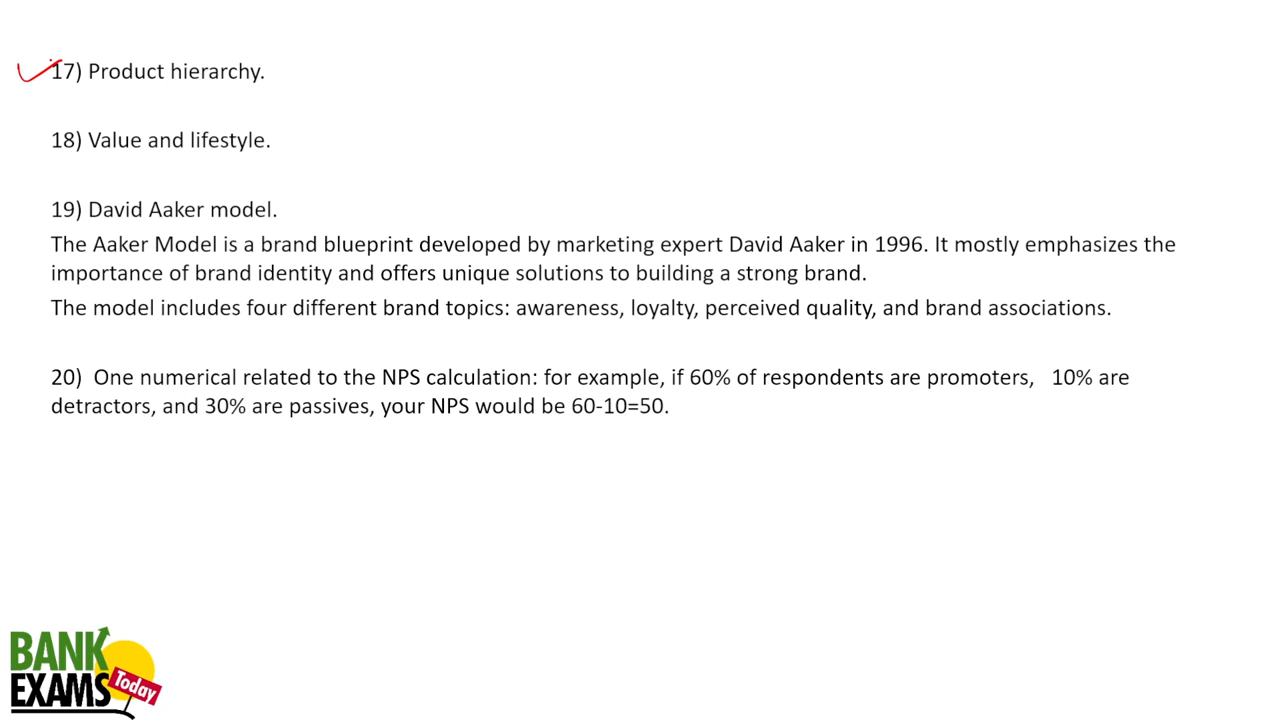 17) Product hierarchy.
18) Value and lifestyle.
19) David Aaker model.
The Aaker Model is a brand blueprint developed by marketing expert David Aaker in 1996. It mostly emphasizes the
importance of brand identity and offers unique solutions to building a strong brand.
The model includes four different brand topics: awareness, loyalty, perceived quality, and brand associations.
20)  One numerical related to the NPS calculation: for example, if 60% of respondents are promoters,   10% are
detractors, and 30% are passives, your NPS would be 60-10=50.
BANK
EXAMS Today